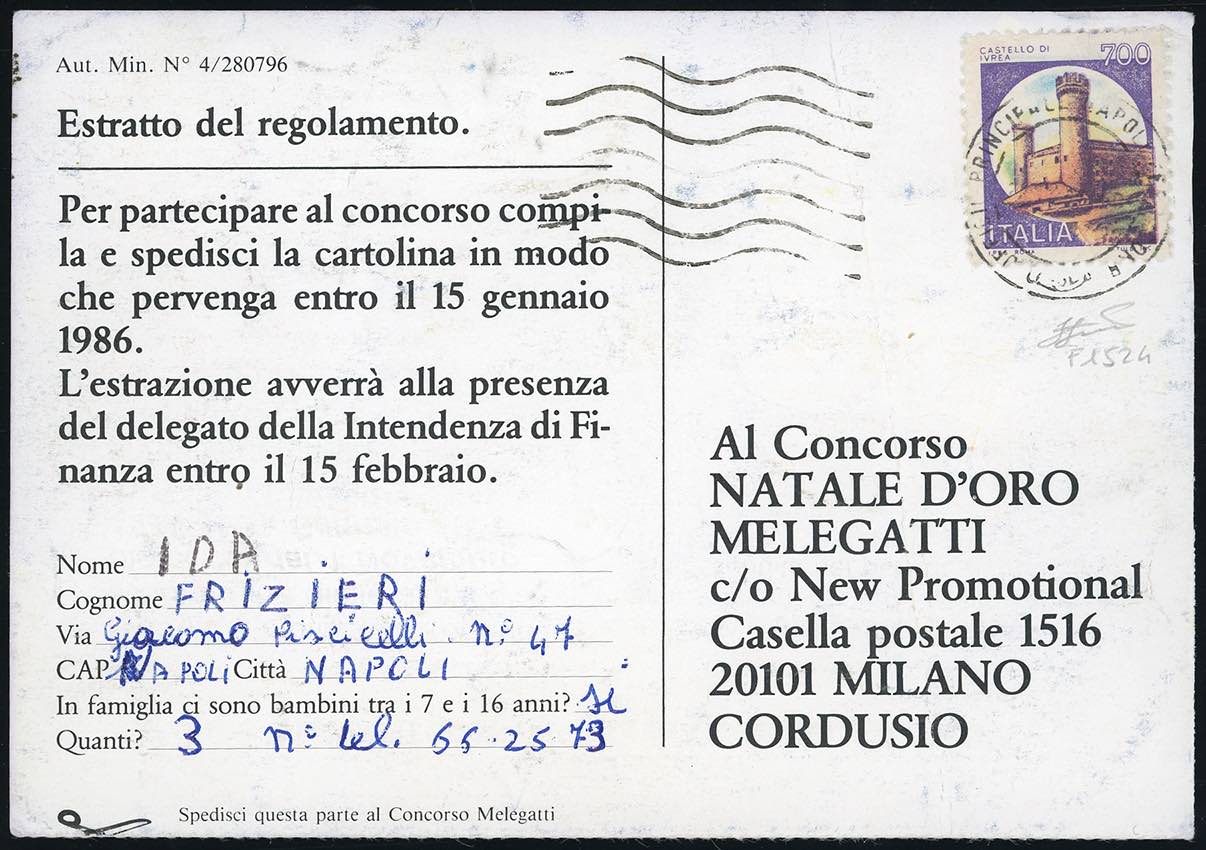 Aut. Min. N° 4/280796
Estratto del regolamento.
Per partecipare al concorso compi-
la e spedisci la cartolina in modo
che pervenga entro il 15 gennaio
1986.
L'estrazione avverrà alla presenza
del delegato della Intendenza di Fi-
nanza entro il 15 febbraio.
Nome IDA
Cognome FRIZIERI
Via Giacomo Piscicelli. n° 47
CAP NAPOLI Città NAPOLI
In famiglia ci sono bambini tra i 7 e i 16 anni? si
Quanti? 3 n° tel. 66.25 73
Spedisci questa parte al Concorso Melegatti
CASTELLO DI
IVREA
700
ITALIA
PRINCIPALE NAPOLI
F 1524
Al Concorso
NATALE D'ORO
MELEGATTI
c/o New Promotional
Casella postale 1516
20101 MILANO
CORDUSIO